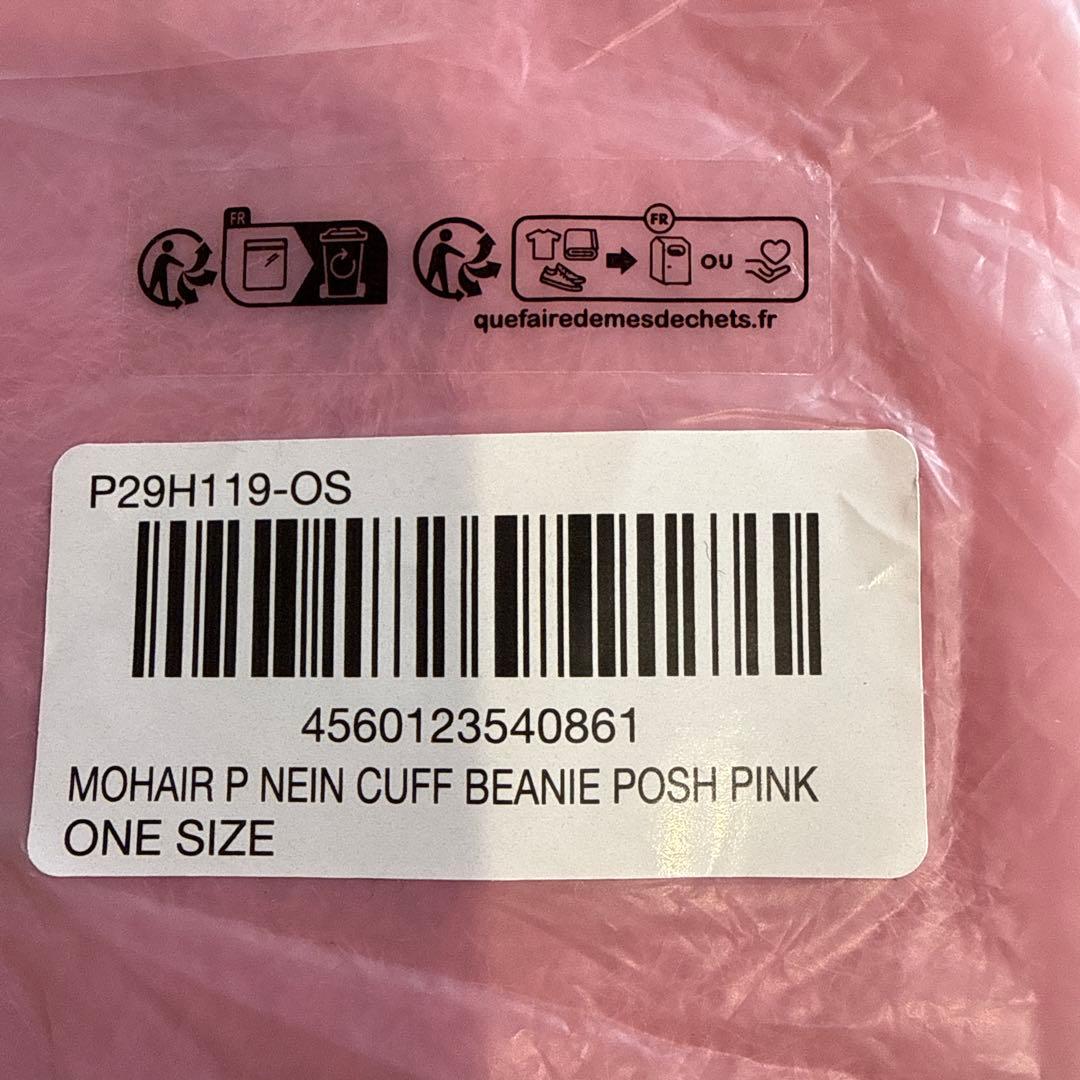 FR
FR
OU
quefairedemesdechets.fr
P29H119-OS
4560123540861
MOHAIR P NEIN CUFF BEANIE POSH PINK
ONE SIZE